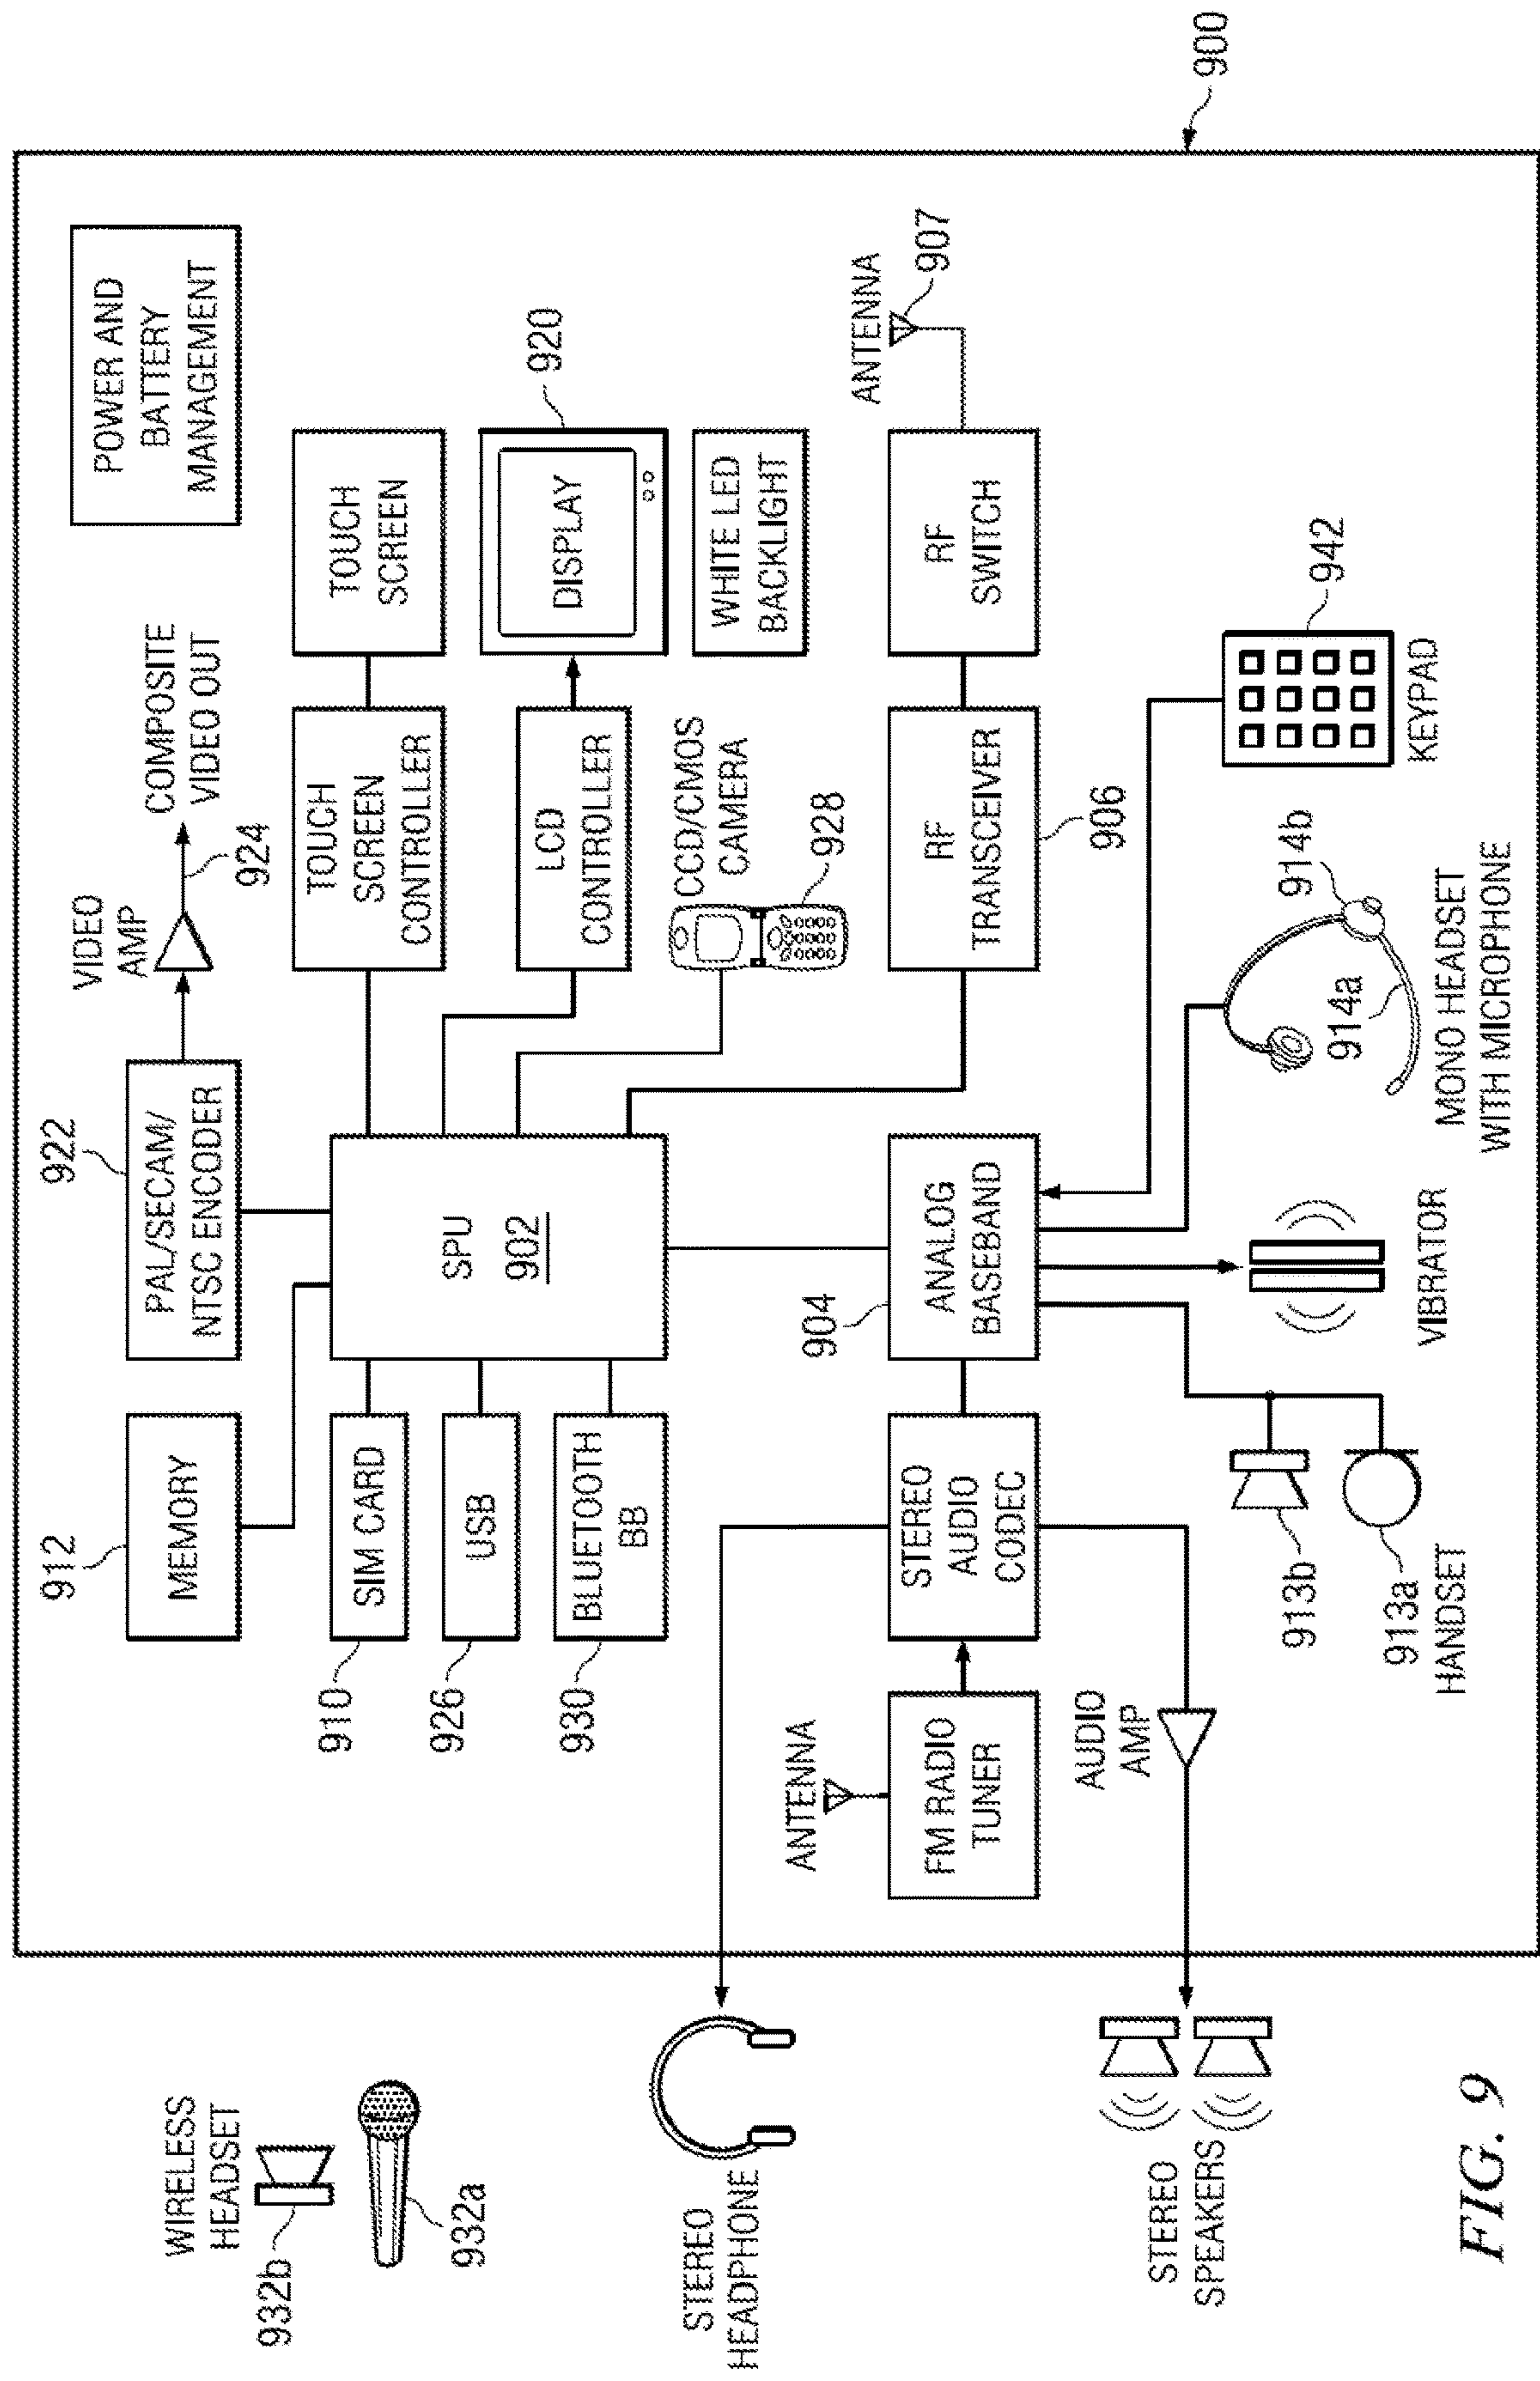 900
POWER AND
BATTERY
MANAGEMENT
COMPOSITE
VIDEO OUT
924
VIDEO
AMP
922
PAL/SECAM/
NTSC ENCODER
912
MEMORY
TOUCH
SCREEN
TOUCH
SCREEN
CONTROLLER
920
DISPLAY
LCD
CONTROLLER
WHITE LED
BACKLIGHT
CCD/CMOS
CAMERA
928
SPU
902
SIM CARD
910
USB
926
BLUETOOTH
BB
930
WIRELESS
HEADSET
932b
932a
ANTENNA
907
RF
SWITCH
RF
TRANSCEIVER
906
904
ANALOG
BASEBAND
STEREO
AUDIO
CODEC
ANTENNA
FM RADIO
TUNER
STEREO
HEADPHONE
AUDIO
AMP
STEREO
SPEAKERS
942
KEYPAD
914b
914a
MONO HEADSET
WITH MICROPHONE
VIBRATOR
913b
913a
HANDSET
FIG. 9